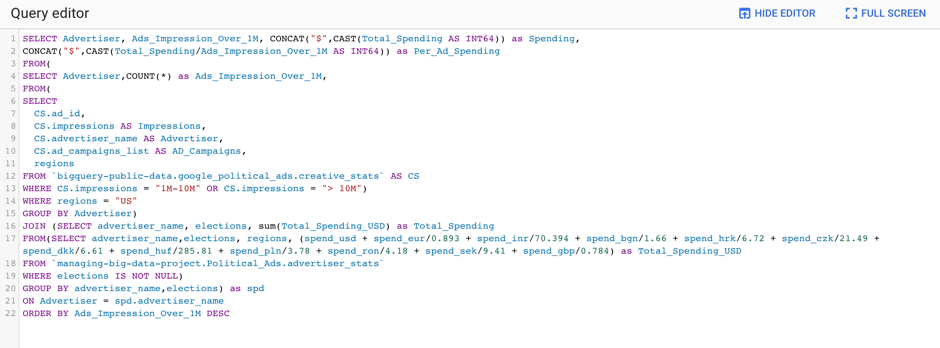 Query editor
HIDE EDITOR
FULL SCREEN
1 SELECT Advertiser, Ads_Impression_Over_1M, CONCAT("$",CAST(Total_Spending AS INT64)) as Spending,
2 CONCAT("$",CAST(Total_Spending/Ads_Impression_Over_1M AS INT64)) as Per_Ad_Spending
3 FROM(
4 SELECT Advertiser,COUNT(*) as Ads_Impression_Over_1M,
5 FROM(
6 SELECT
7 CS.ad_id,
8 CS.impressions AS Impressions,
9 CS.advertiser_name AS Advertiser,
10 CS.ad_campaigns_list AS AD_Campaigns,
11 regions
12 FROM `bigquery-public-data.google_political_ads.creative_stats` AS CS
13 WHERE CS.impressions = "1M-10M" OR CS.impressions = "> 10M")
14 WHERE regions = "US"
15 GROUP BY Advertiser)
16 JOIN (SELECT advertiser_name, elections, sum(Total_Spending_USD) as Total_Spending
17 FROM(SELECT advertiser_name,elections, regions, (spend_usd + spend_eur/0.893 + spend_inr/70.394 + spend_bgn/1.66 + spend_hrk/6.72 + spend_czk/21.49 +
spend_dkk/6.61 + spend_huf/285.81 + spend_pln/3.78 + spend_ron/4.18 + spend_sek/9.41 + spend_gbp/0.784) as Total_Spending_USD
18 FROM `managing-big-data-project.Political_Ads.advertiser_stats`
19 WHERE elections IS NOT NULL)
20 GROUP BY advertiser_name,elections) as spd
21 ON Advertiser = spd.advertiser_name
22 ORDER BY Ads_Impression_Over_1M DESC